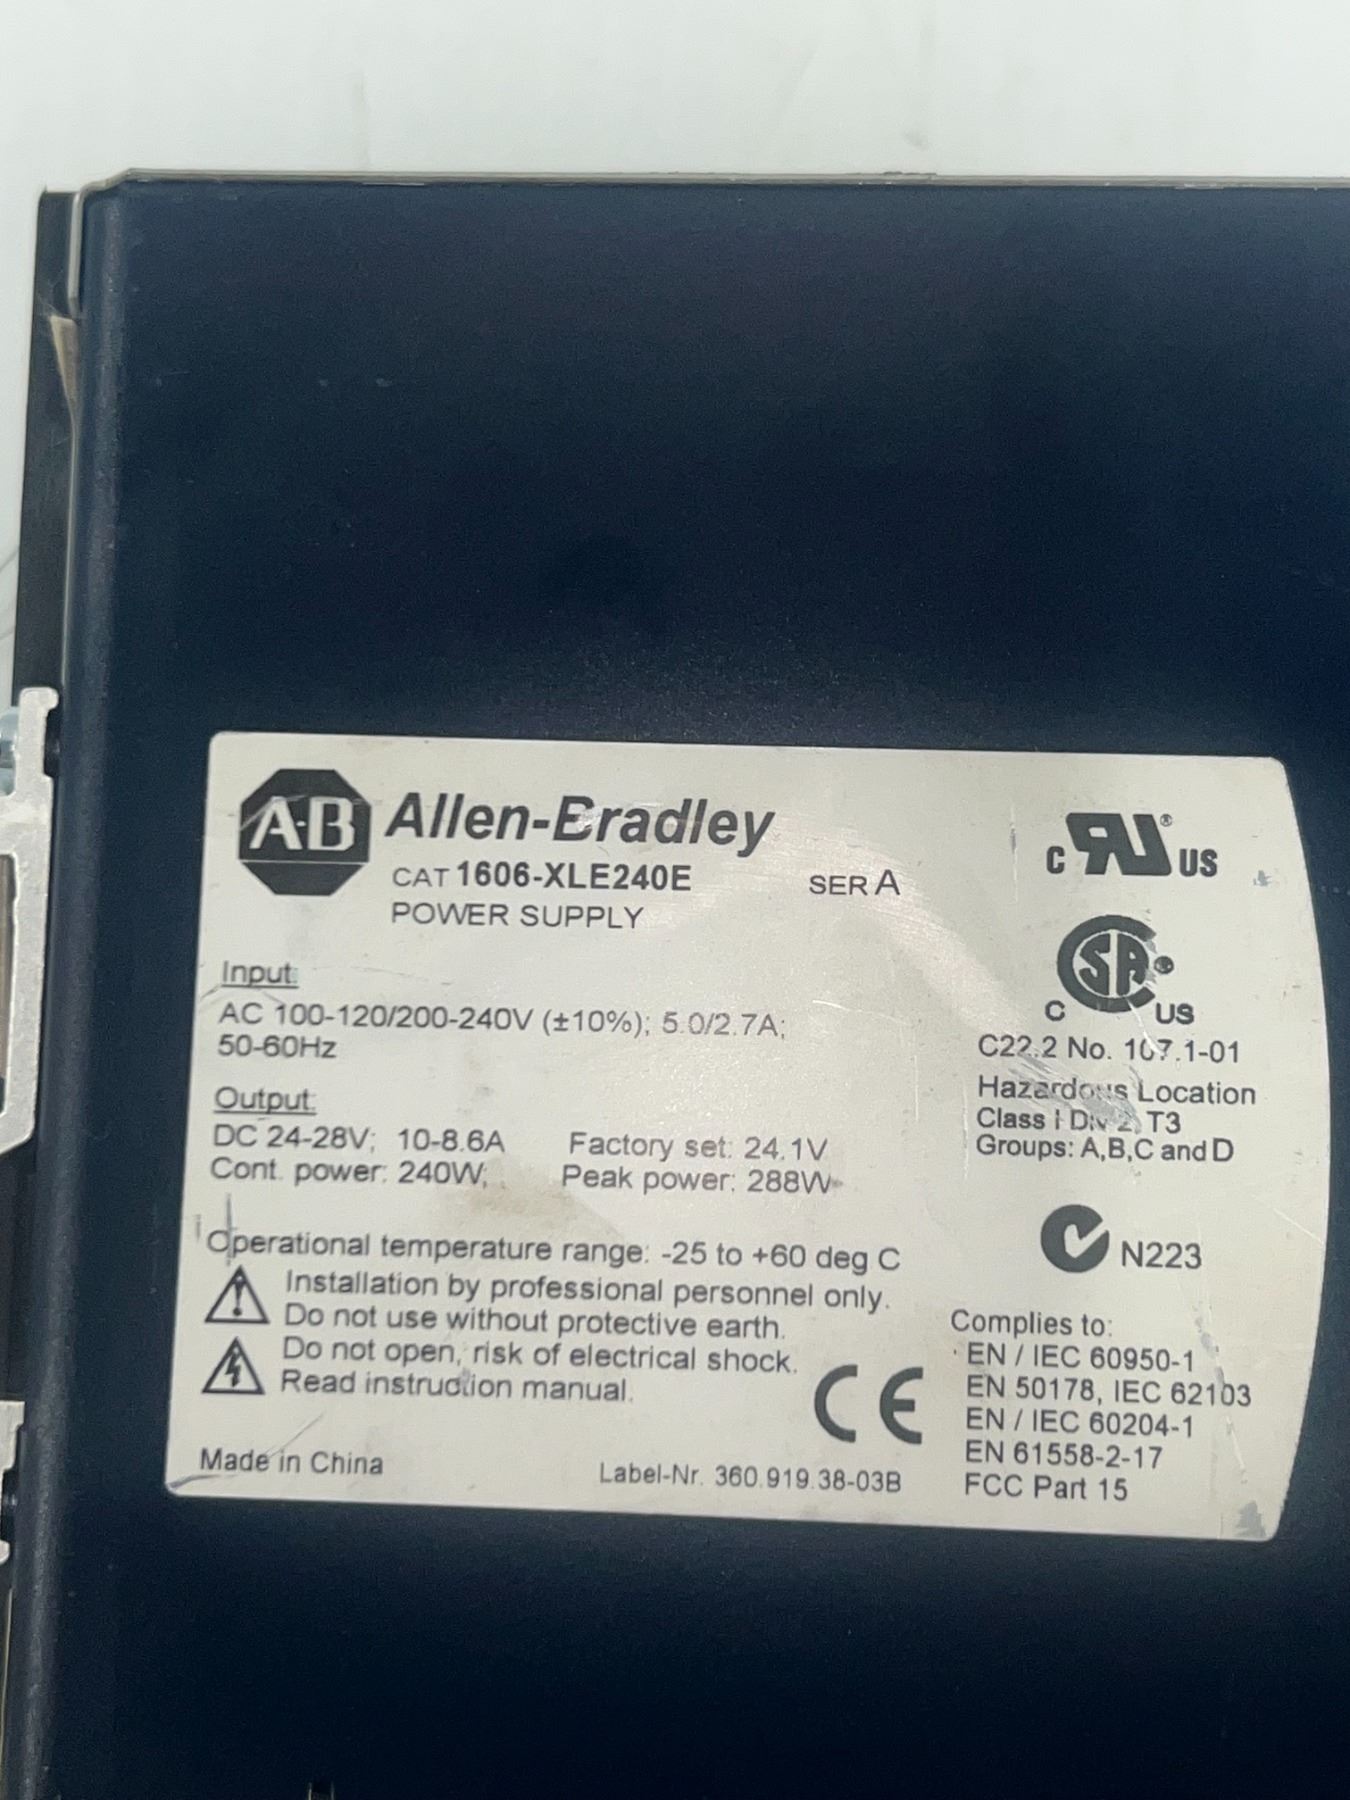 A-B Allen-Bradley
CAT 1606-XLE240E SER A
POWER SUPPLY
Input:
AC 100-120/200-240V (±10%); 5.0/2.7A;
50-60Hz
Output:
DC 24-28V; 10-8.6A Factory set: 24.1V
Cont. power: 240W; Peak power: 288W
Operational temperature range: -25 to +60 deg C
Installation by professional personnel only.
Do not use without protective earth.
Do not open, risk of electrical shock.
Read instruction manual.
CE
Made in China
Label-Nr. 360.919.38-03B
C UR® US
CSA®
C US
C22.2 No. 107.1-01
Hazardous Location
Class I Div 2, T3
Groups: A,B,C and D
N223
Complies to:
EN / IEC 60950-1
EN 50178, IEC 62103
EN / IEC 60204-1
EN 61558-2-17
FCC Part 15